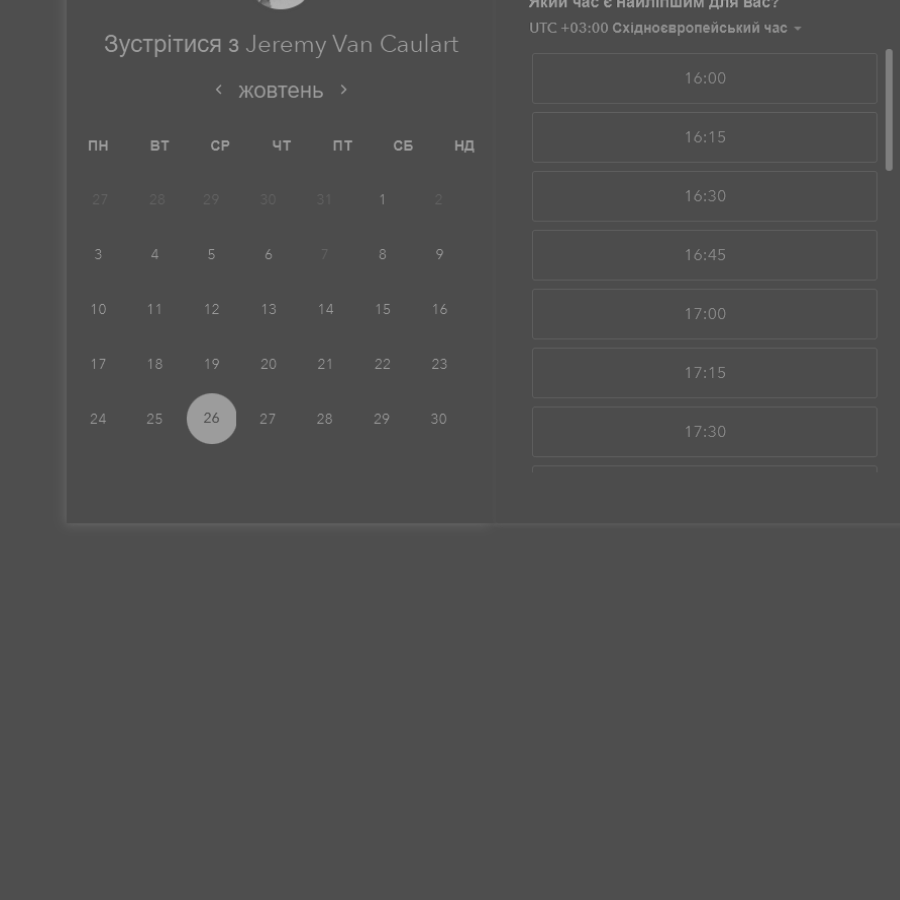 Зустрітися з Jeremy Van Caulart
жовтень
ПН ВТ СР ЧТ ПТ СБ НД
27 28 29 30 31 1 2
3 4 5 6 7 8 9
10 11 12 13 14 15 16
17 18 19 20 21 22 23
24 25 26 27 28 29 30
Який час є найліпшим для вас?
UTC +03:00 Східноєвропейський час
16:00
16:15
16:30
16:45
17:00
17:15
17:30